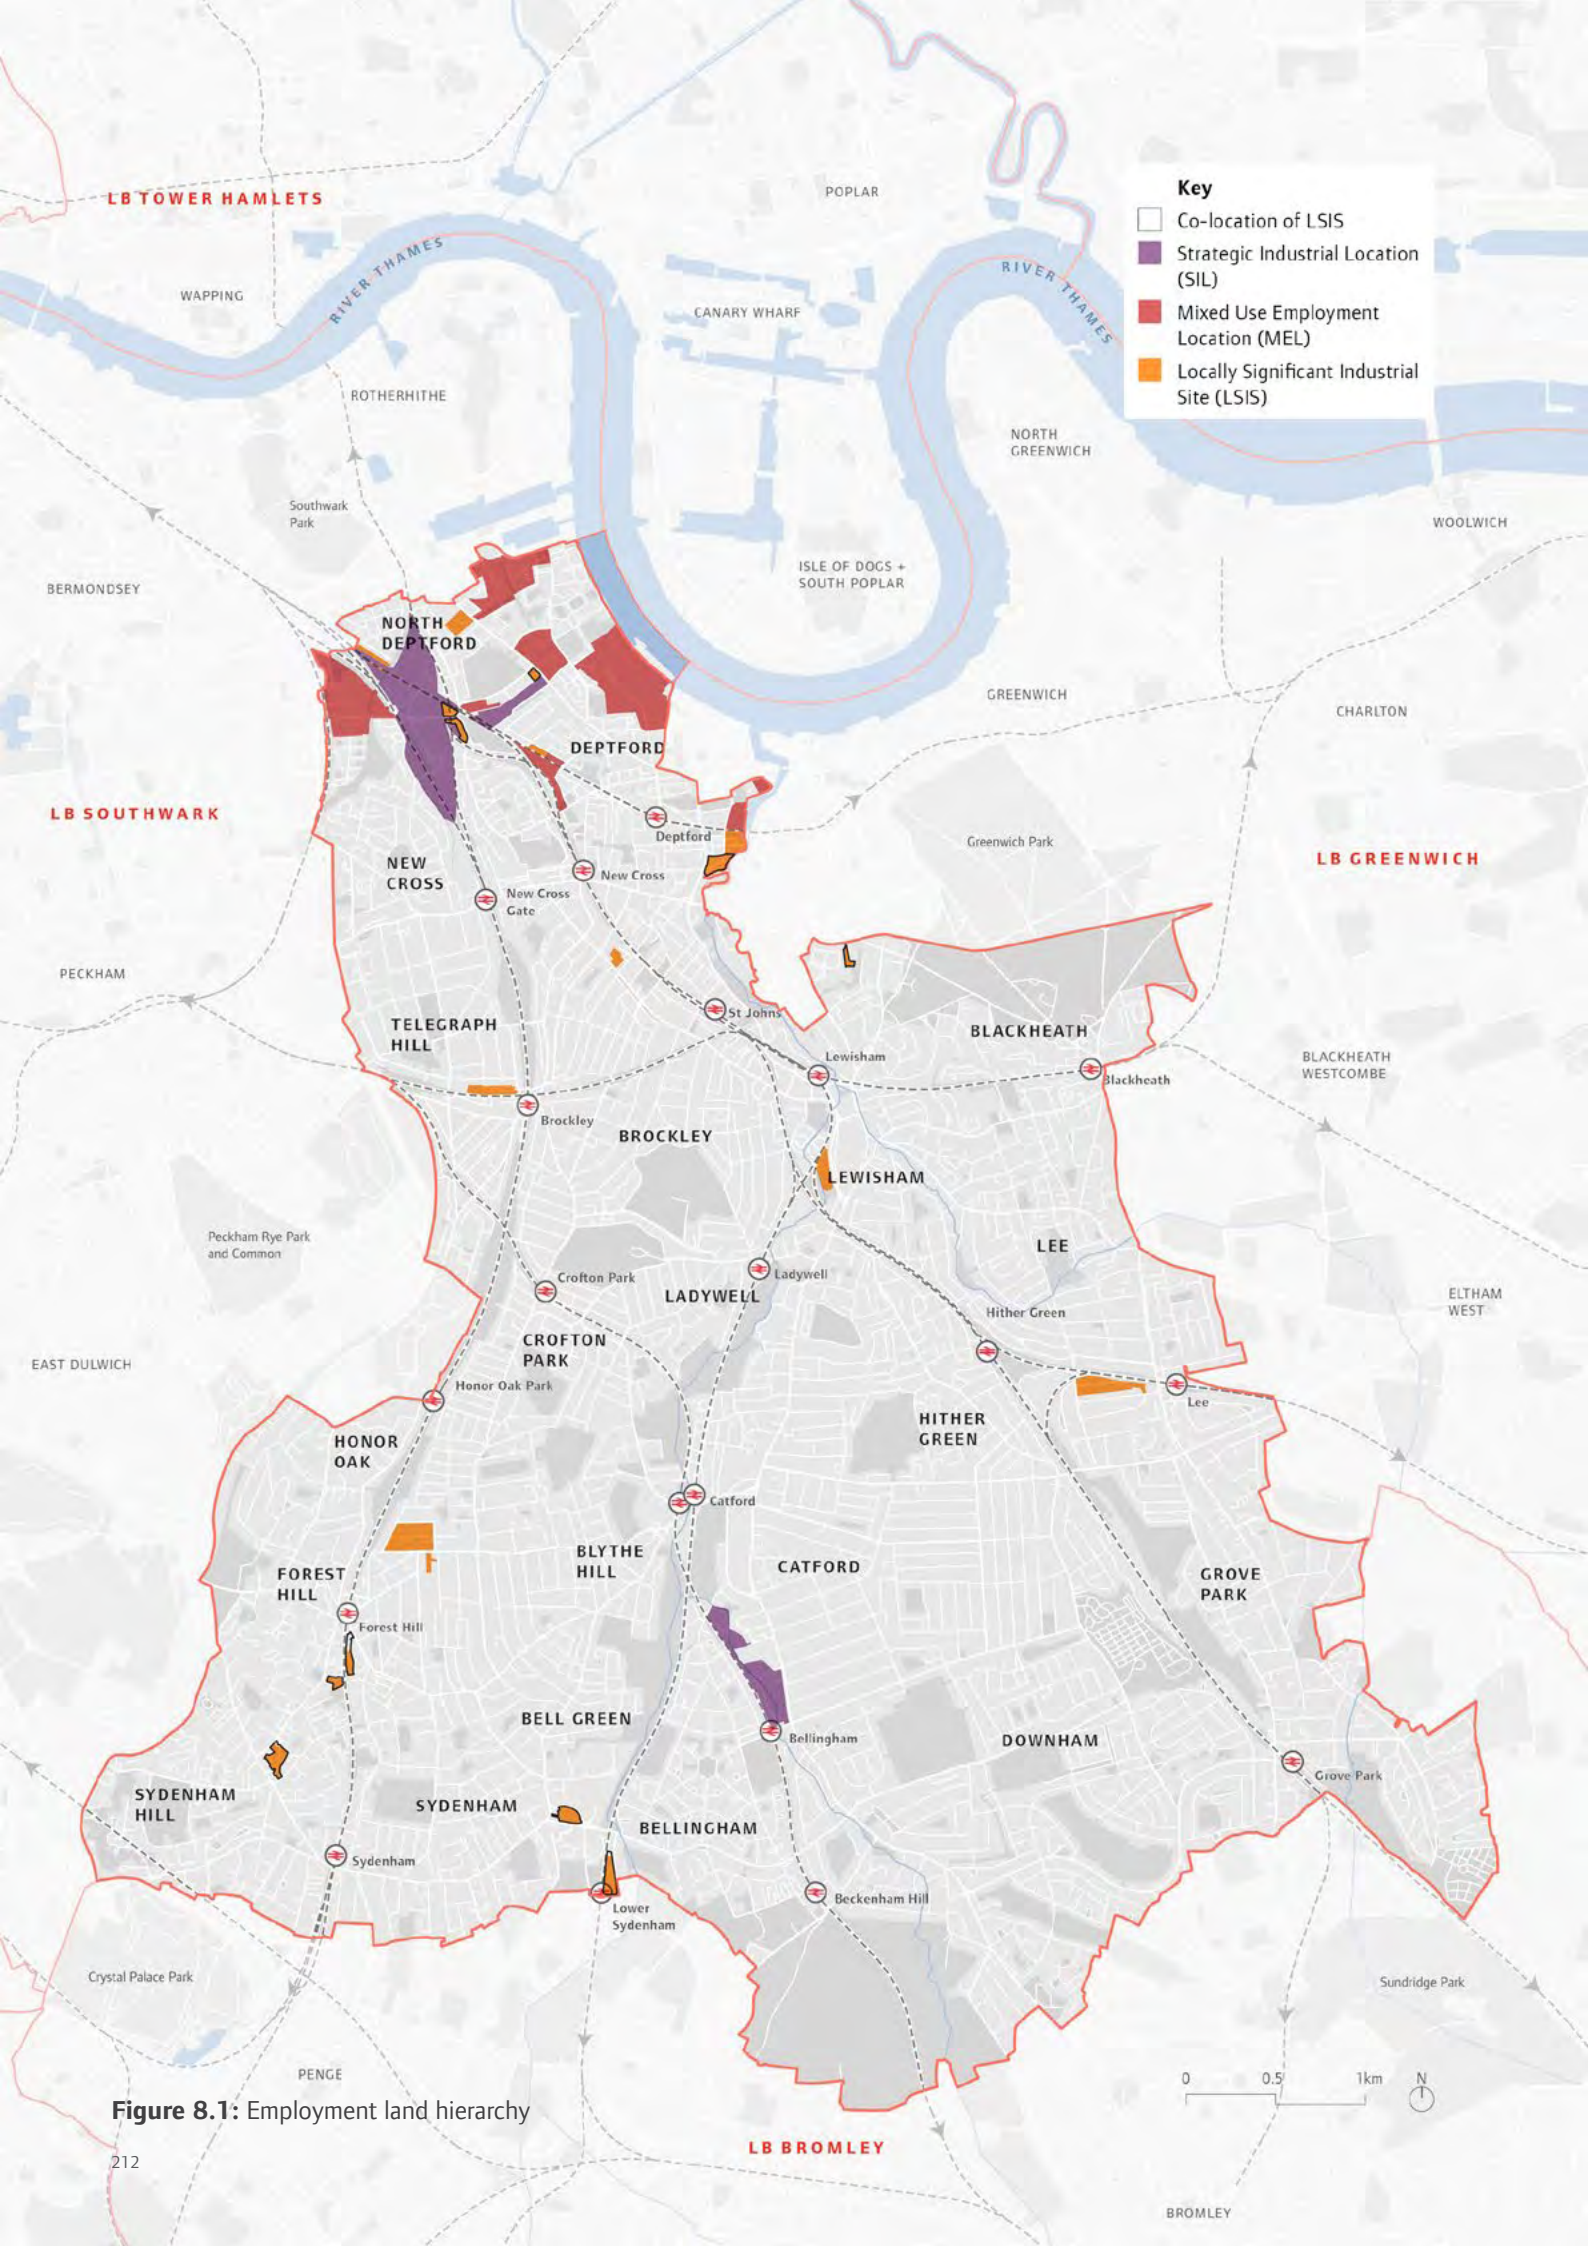 POPLAR
Key
Co-location of LSIS
Strategic Industrial Location
(SIL)
Mixed Use Employment
Location (MEL)
Locally Significant Industrial
Site (LSIS)
LB TOWER HAMLETS
RIVER THAMES
RIVER THAMES
WAPPING
CANARY WHARF
ROTHERHITHE
NORTH
GREENWICH
Southwark
Park
WOOLWICH
ISLE OF DOGS +
SOUTH POPLAR
BERMONDSEY
NORTH
DEPTFORD
GREENWICH
CHARLTON
DEPTFORD
LB SOUTHWARK
Deptford
Greenwich Park
LB GREENWICH
NEW
CROSS
New Cross
New Cross
Gate
PECKHAM
St Johns
TELEGRAPH
HILL
BLACKHEATH
Lewisham
BLACKHEATH
WESTCOMBE
Blackheath
Brockley
BROCKLEY
LEWISHAM
Peckham Rye Park
and Common
LEE
Crofton Park
Ladywell
LADYWELL
ELTHAM
WEST
Hither Green
CROFTON
PARK
EAST DULWICH
Honor Oak Park
Lee
HITHER
GREEN
HONOR
OAK
Catford
BLYTHE
HILL
CATFORD
FOREST
HILL
GROVE
PARK
Forest Hill
BELL GREEN
Bellingham
DOWNHAM
Grove Park
SYDENHAM
HILL
SYDENHAM
BELLINGHAM
Sydenham
Beckenham Hill
Lower
Sydenham
Crystal Palace Park
Sundridge Park
PENGE
0 0.5 1km N
Figure 8.1: Employment land hierarchy
LB BROMLEY
212
BROMLEY